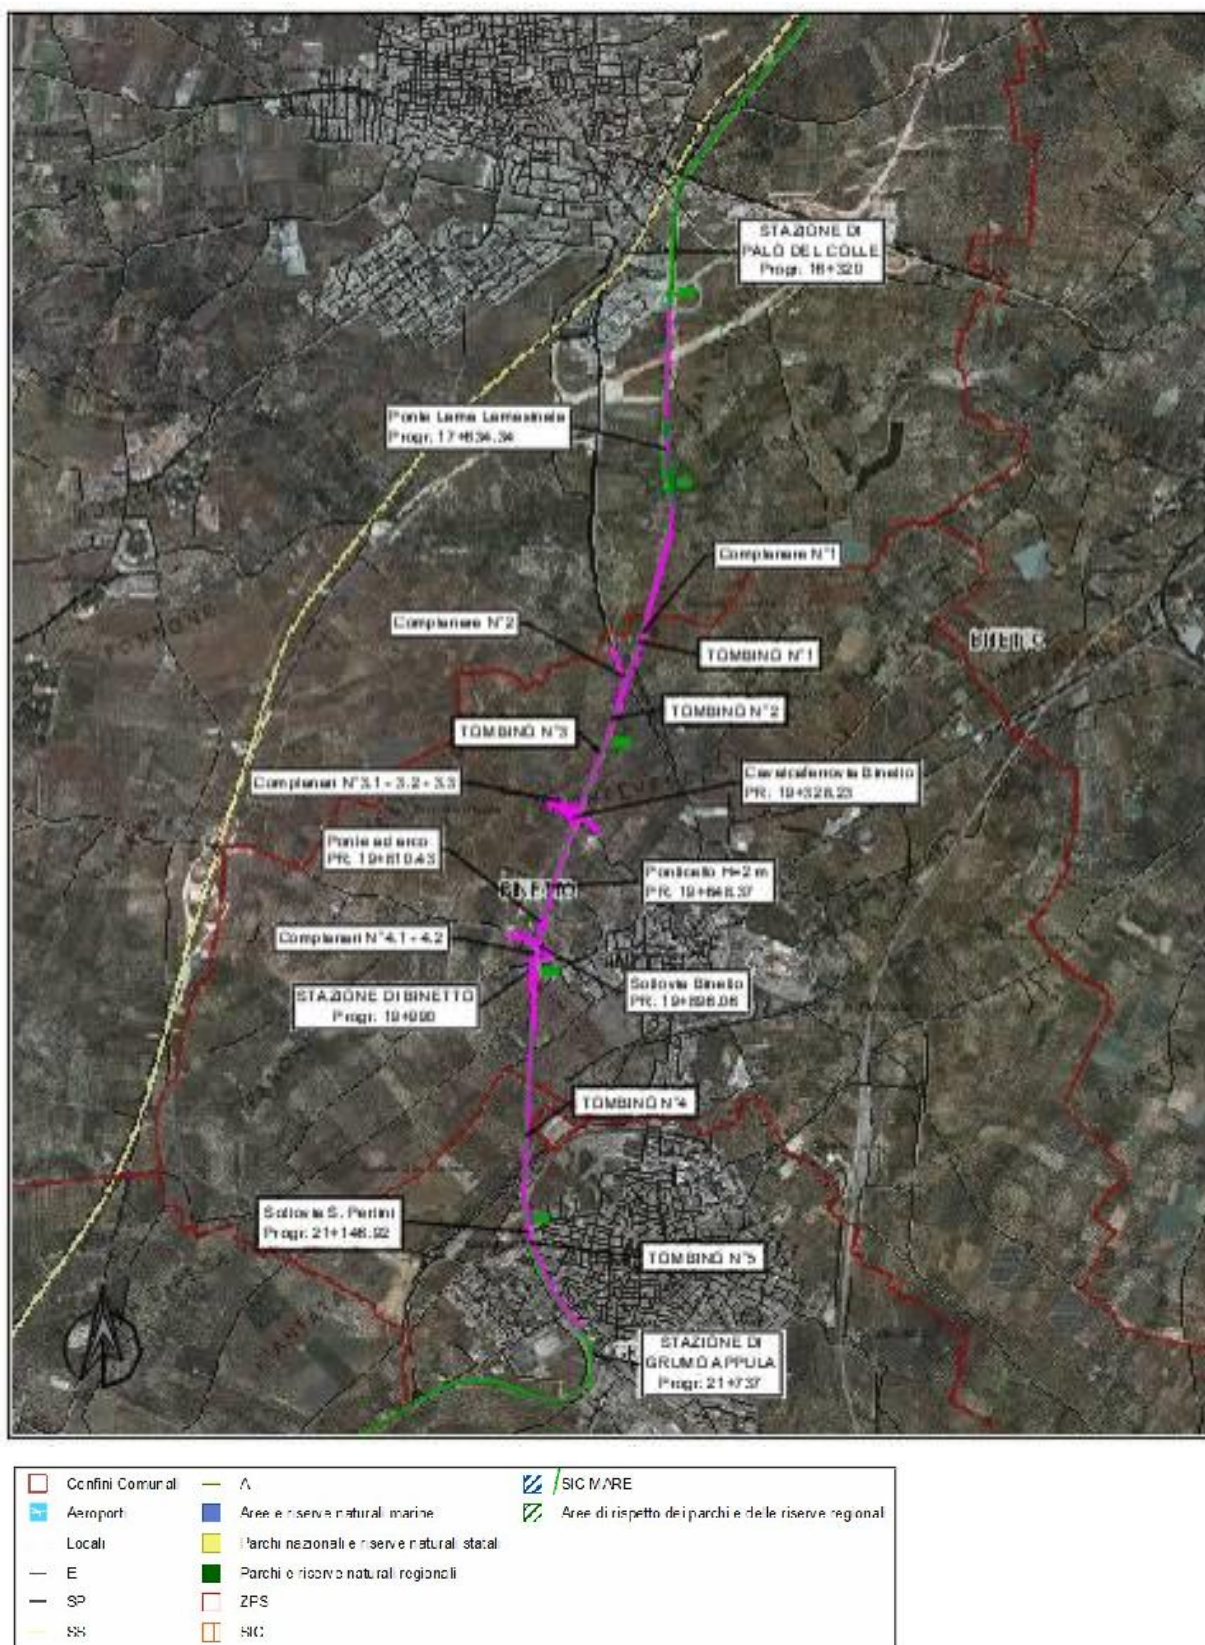 STAZIONE DI
PALO DEL COLLE
Progr. 16+320
Ponte Lama Lamasinata
Progr. 17+634.34
Complanare N°1
Complanare N°2
TOMBINO N°1
TOMBINO N°2
TOMBINO N°3
Complanari N°3.1 - 3.2 - 3.3
Cavalcaferrovia Binetto
PR. 19+328.23
Ponte ad arco
PR. 19+810.43
Ponticello H=2 m
PR. 19+648.37
BINETTO
Complanari N°4.1 - 4.2
STAZIONE DI BINETTO
Progr. 19+990
Sottovia Binetto
PR. 19+896.06
TOMBINO N°4
Sottovia S. Pertini
Progr. 21+146.92
TOMBINO N°5
STAZIONE DI
GRUMO APPULA
Progr. 21+737
Confini Comunali
Aeroporti
Locali
E
SP
SS
A
Aree e riserve naturali marine
Parchi nazionali e riserve naturali statali
Parchi e riserve naturali regionali
ZPS
SIC
SIC MARE
Aree di rispetto dei parchi e delle riserve regionali